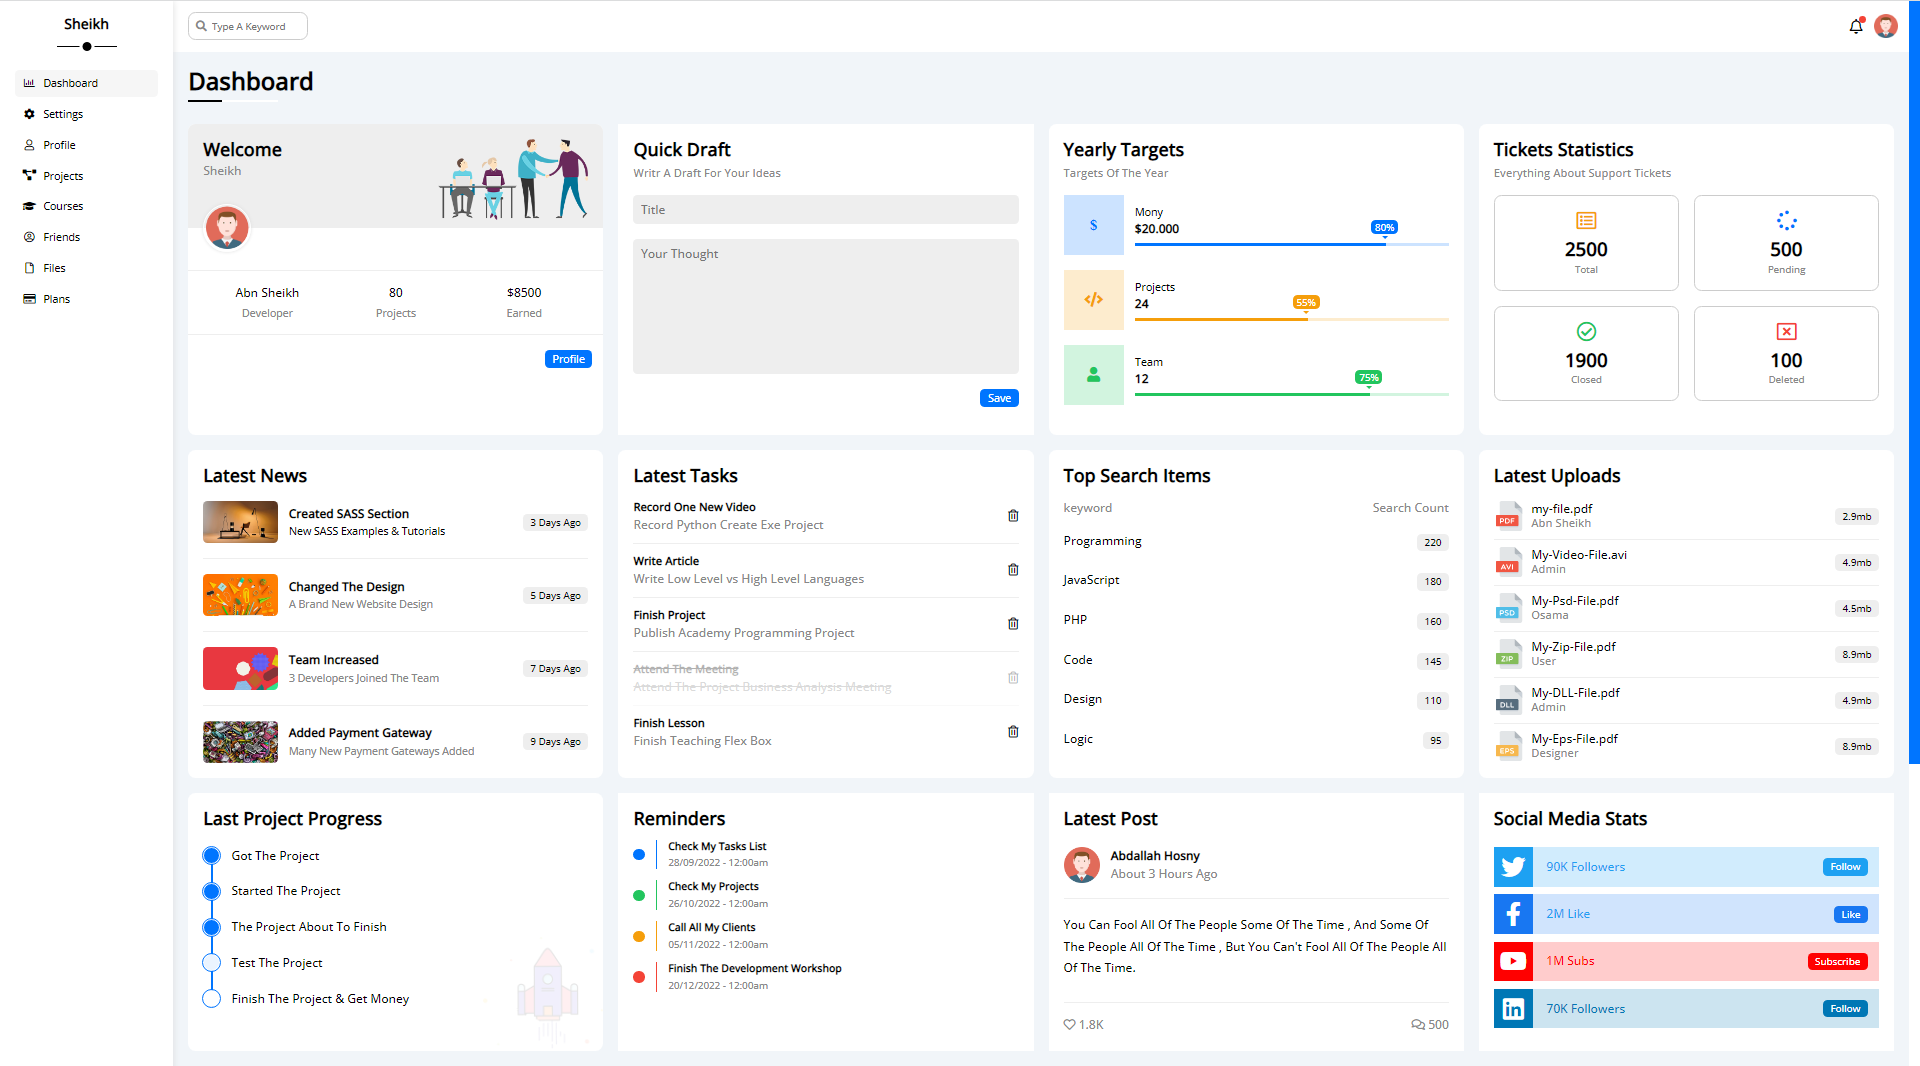 Sheikh
Type A Keyword
Dashboard
Settings
Profile
Projects
Courses
Friends
Files
Plans
Dashboard
Welcome
Sheikh
Abn Sheikh
Developer
80
Projects
$8500
Earned
Profile
Quick Draft
Writr A Draft For Your Ideas
Title
Your Thought
Save
Yearly Targets
Targets Of The Year
$
Mony
$20.000
80%
Projects
24
55%
Team
12
75%
Tickets Statistics
Everything About Support Tickets
2500
Total
500
Pending
1900
Closed
100
Deleted
Latest News
Created SASS Section
New SASS Examples & Tutorials
3 Days Ago
Changed The Design
A Brand New Website Design
5 Days Ago
Team Increased
3 Developers Joined The Team
7 Days Ago
Added Payment Gateway
Many New Payment Gateways Added
9 Days Ago
Latest Tasks
Record One New Video
Record Python Create Exe Project
Write Article
Write Low Level vs High Level Languages
Finish Project
Publish Academy Programming Project
Attend The Meeting
Attend The Project Business Analysis Meeting
Finish Lesson
Finish Teaching Flex Box
Top Search Items
keyword Search Count
Programming 220
JavaScript 180
PHP 160
Code 145
Design 110
Logic 95
Latest Uploads
PDF
my-file.pdf
Abn Sheikh
2.9mb
AVI
My-Video-File.avi
Admin
4.9mb
PSD
My-Psd-File.pdf
Osama
4.5mb
ZIP
My-Zip-File.pdf
User
8.9mb
DLL
My-DLL-File.pdf
Admin
4.9mb
EPS
My-Eps-File.pdf
Designer
8.9mb
Last Project Progress
Got The Project
Started The Project
The Project About To Finish
Test The Project
Finish The Project & Get Money
Reminders
Check My Tasks List
28/09/2022 - 12:00am
Check My Projects
26/10/2022 - 12:00am
Call All My Clients
05/11/2022 - 12:00am
Finish The Development Workshop
20/12/2022 - 12:00am
Latest Post
Abdallah Hosny
About 3 Hours Ago
You Can Fool All Of The People Some Of The Time , And Some Of
The People All Of The Time , But You Can't Fool All Of The People All
Of The Time.
1.8K
500
Social Media Stats
90K Followers Follow
2M Like Like
1M Subs Subscribe
in 70K Followers Follow